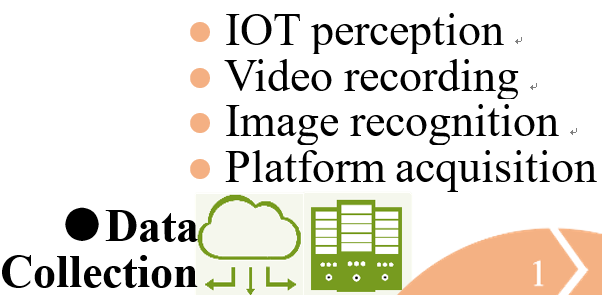 ● IOT perception
● Video recording
● Image recognition
● Platform acquisition
● Data
Collection
1